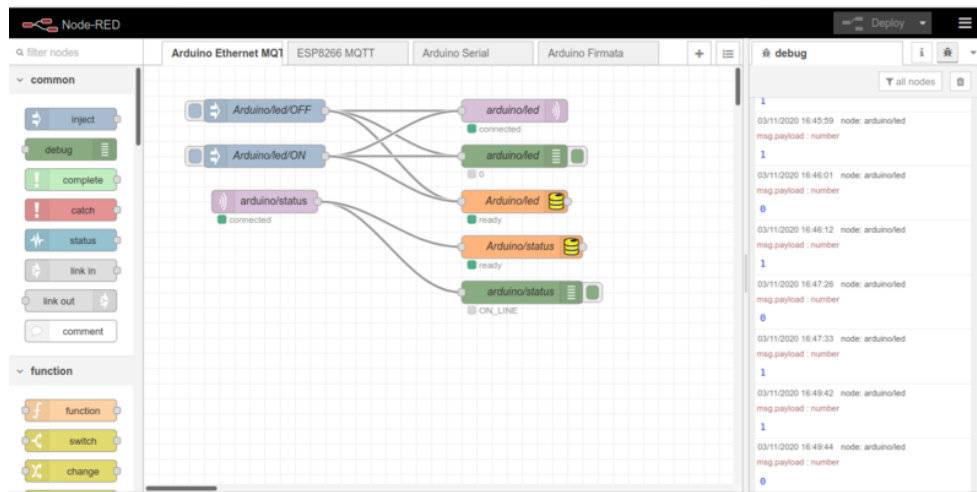 Node-RED
Deploy
filter nodes
common
inject
debug
complete
catch
status
link in
link out
comment
function
function
switch
change
Arduino Ethernet MQT
ESP8266 MQTT
Arduino Serial
Arduino Firmata
Arduino/led/OFF
Arduino/led/ON
arduino/status
connected
arduino/led
connected
arduino/led
0
Arduino/led
ready
Arduino/status
ready
arduino/status
ON_LINE
debug
i
all nodes
1
03/11/2020 16:45:59 node: arduino/led
msg.payload : number
1
03/11/2020 16:46:01 node: arduino/led
msg.payload : number
0
03/11/2020 16:46:12 node: arduino/led
msg.payload : number
1
03/11/2020 16:47:26 node: arduino/led
msg.payload : number
0
03/11/2020 16:47:33 node: arduino/led
msg.payload : number
1
03/11/2020 16:49:42 node: arduino/led
msg.payload : number
1
03/11/2020 16:49:44 node: arduino/led
msg.payload : number
0